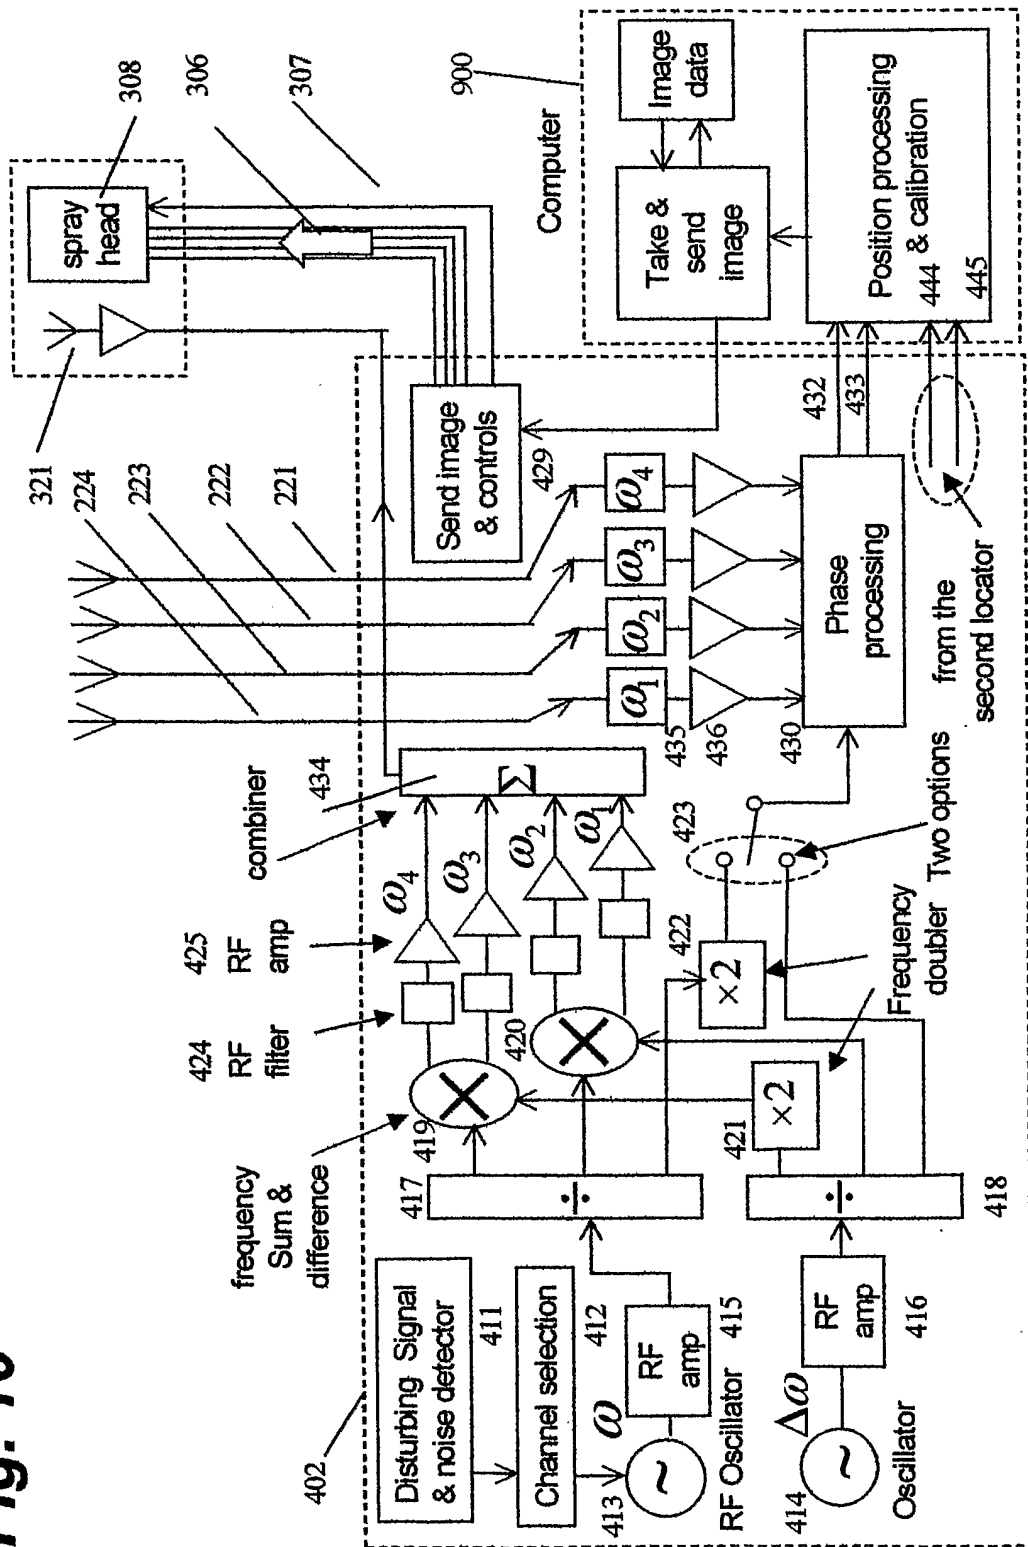 308
306
307
900
spray
head
Computer
Image
data
Take &
send
image
Position processing
& calibration
444
445
321
224
223
222
221
Send image
& controls
429
432
433
ω₁
ω₂
ω₃
ω₄
435
436
430
Phase
processing
from the
second locator
combiner
434
Σ
ω₄
ω₃
ω₂
ω₁
425
RF
amp
424
RF
filter
423
Two options
422
×2
Frequency
doubler
420
419
421
×2
frequency
Sum &
difference
417
÷
418
÷
402
Disturbing Signal
& noise detector
411
Channel selection
412
413
~
ω
RF
amp
415
RF Oscillator
414
~
Δω
RF
amp
416
Oscillator
Fig.